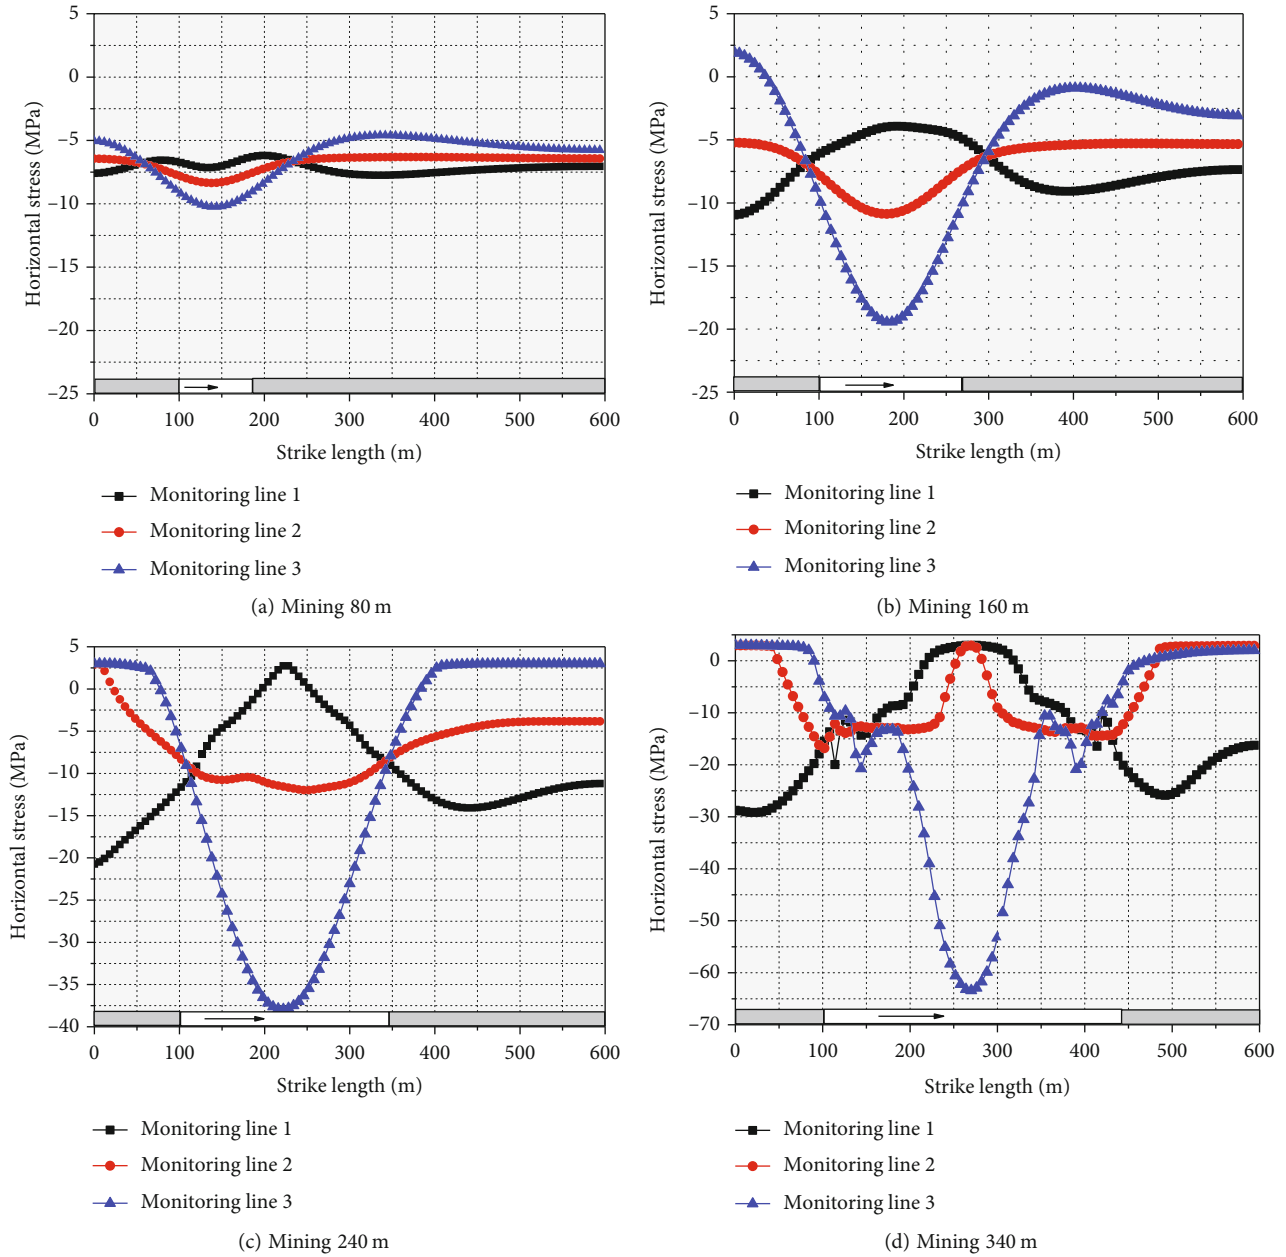 5
0
−5
−10
−15
−20
−25
Horizontal stress (MPa)
0 100 200 300 400 500 600
Strike length (m)
Monitoring line 1
Monitoring line 2
Monitoring line 3
(a) Mining 80 m
5
0
−5
−10
−15
−20
−25
Horizontal stress (MPa)
0 100 200 300 400 500 600
Strike length (m)
Monitoring line 1
Monitoring line 2
Monitoring line 3
(b) Mining 160 m
5
0
−5
−10
−15
−20
−25
−30
−35
−40
Horizontal stress (MPa)
0 100 200 300 400 500 600
Strike length (m)
Monitoring line 1
Monitoring line 2
Monitoring line 3
(c) Mining 240 m
0
−10
−20
−30
−40
−50
−60
−70
Horizontal stress (MPa)
0 100 200 300 400 500 600
Strike length (m)
Monitoring line 1
Monitoring line 2
Monitoring line 3
(d) Mining 340 m